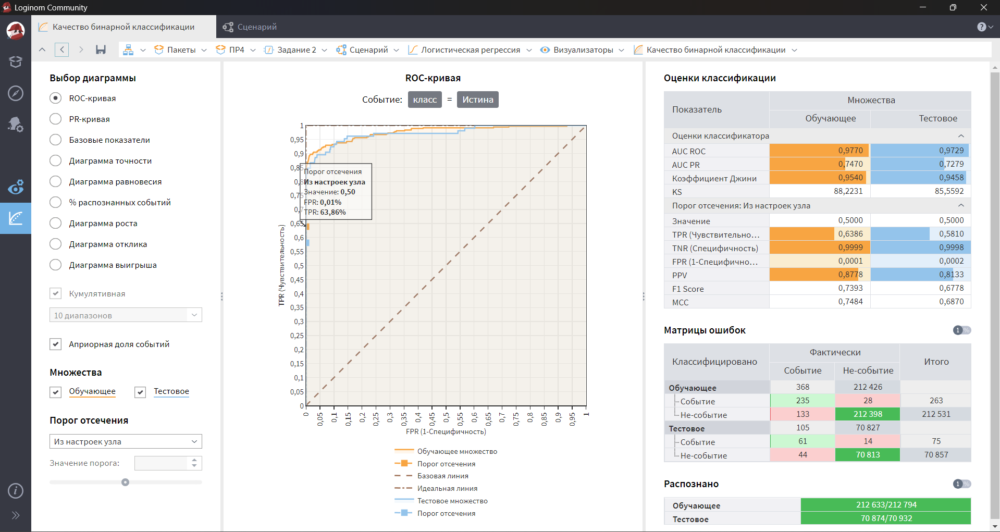 Loginom Community
Качество бинарной классификации
Сценарий
Пакеты
ПР4
Задание 2
Сценарий
Логистическая регрессия
Визуализаторы
Качество бинарной классификации
Выбор диаграммы
ROC-кривая
PR-кривая
Базовые показатели
Диаграмма точности
Диаграмма равновесия
% распознанных событий
Диаграмма роста
Диаграмма отклика
Диаграмма выигрыша
Кумулятивная
10 диапазонов
Априорная доля событий
Множества
Обучающее Тестовое
Порог отсечения
Из настроек узла
Значение порога:
ROC-кривая
Событие: класс = Истина
1
0,95
0,9
0,85
0,8
0,75
0,7
0,65
0,6
0,55
0,5
0,45
0,4
0,35
0,3
0,25
0,2
0,15
0,1
0,05
0
TPR (Чувствительность)
Порог отсечения
Из настроек узла
Значение: 0,50
FPR: 0,01%
TPR: 63,86%
0 0,05 0,1 0,15 0,2 0,25 0,3 0,35 0,4 0,45 0,5 0,55 0,6 0,65 0,7 0,75 0,8 0,85 0,9 0,95 1
FPR (1-Специфичность)
Обучающее множество
Порог отсечения
Базовая линия
Идеальная линия
Тестовое множество
Порог отсечения
Оценки классификации
Показатель Множества
Обучающее Тестовое
Оценки классификатора
AUC ROC 0,9770 0,9729
AUC PR 0,7470 0,7279
Коэффициент Джини 0,9540 0,9458
KS 88,2231 85,5592
Порог отсечения: Из настроек узла
Значение 0,5000 0,5000
TPR (Чувствительно... 0,6386 0,5810
TNR (Специфичность) 0,9999 0,9998
FPR (1-Специфично... 0,0001 0,0002
PPV 0,8778 0,8133
F1 Score 0,7393 0,6778
MCC 0,7484 0,6870
Матрицы ошибок
1 %
Классифицировано Фактически Итого
Событие Не-событие
Обучающее 368 212 426
Событие 235 28 263
Не-событие 133 212 398 212 531
Тестовое 105 70 827
Событие 61 14 75
Не-событие 44 70 813 70 857
Распознано
1 %
Обучающее 212 633/212 794
Тестовое 70 874/70 932